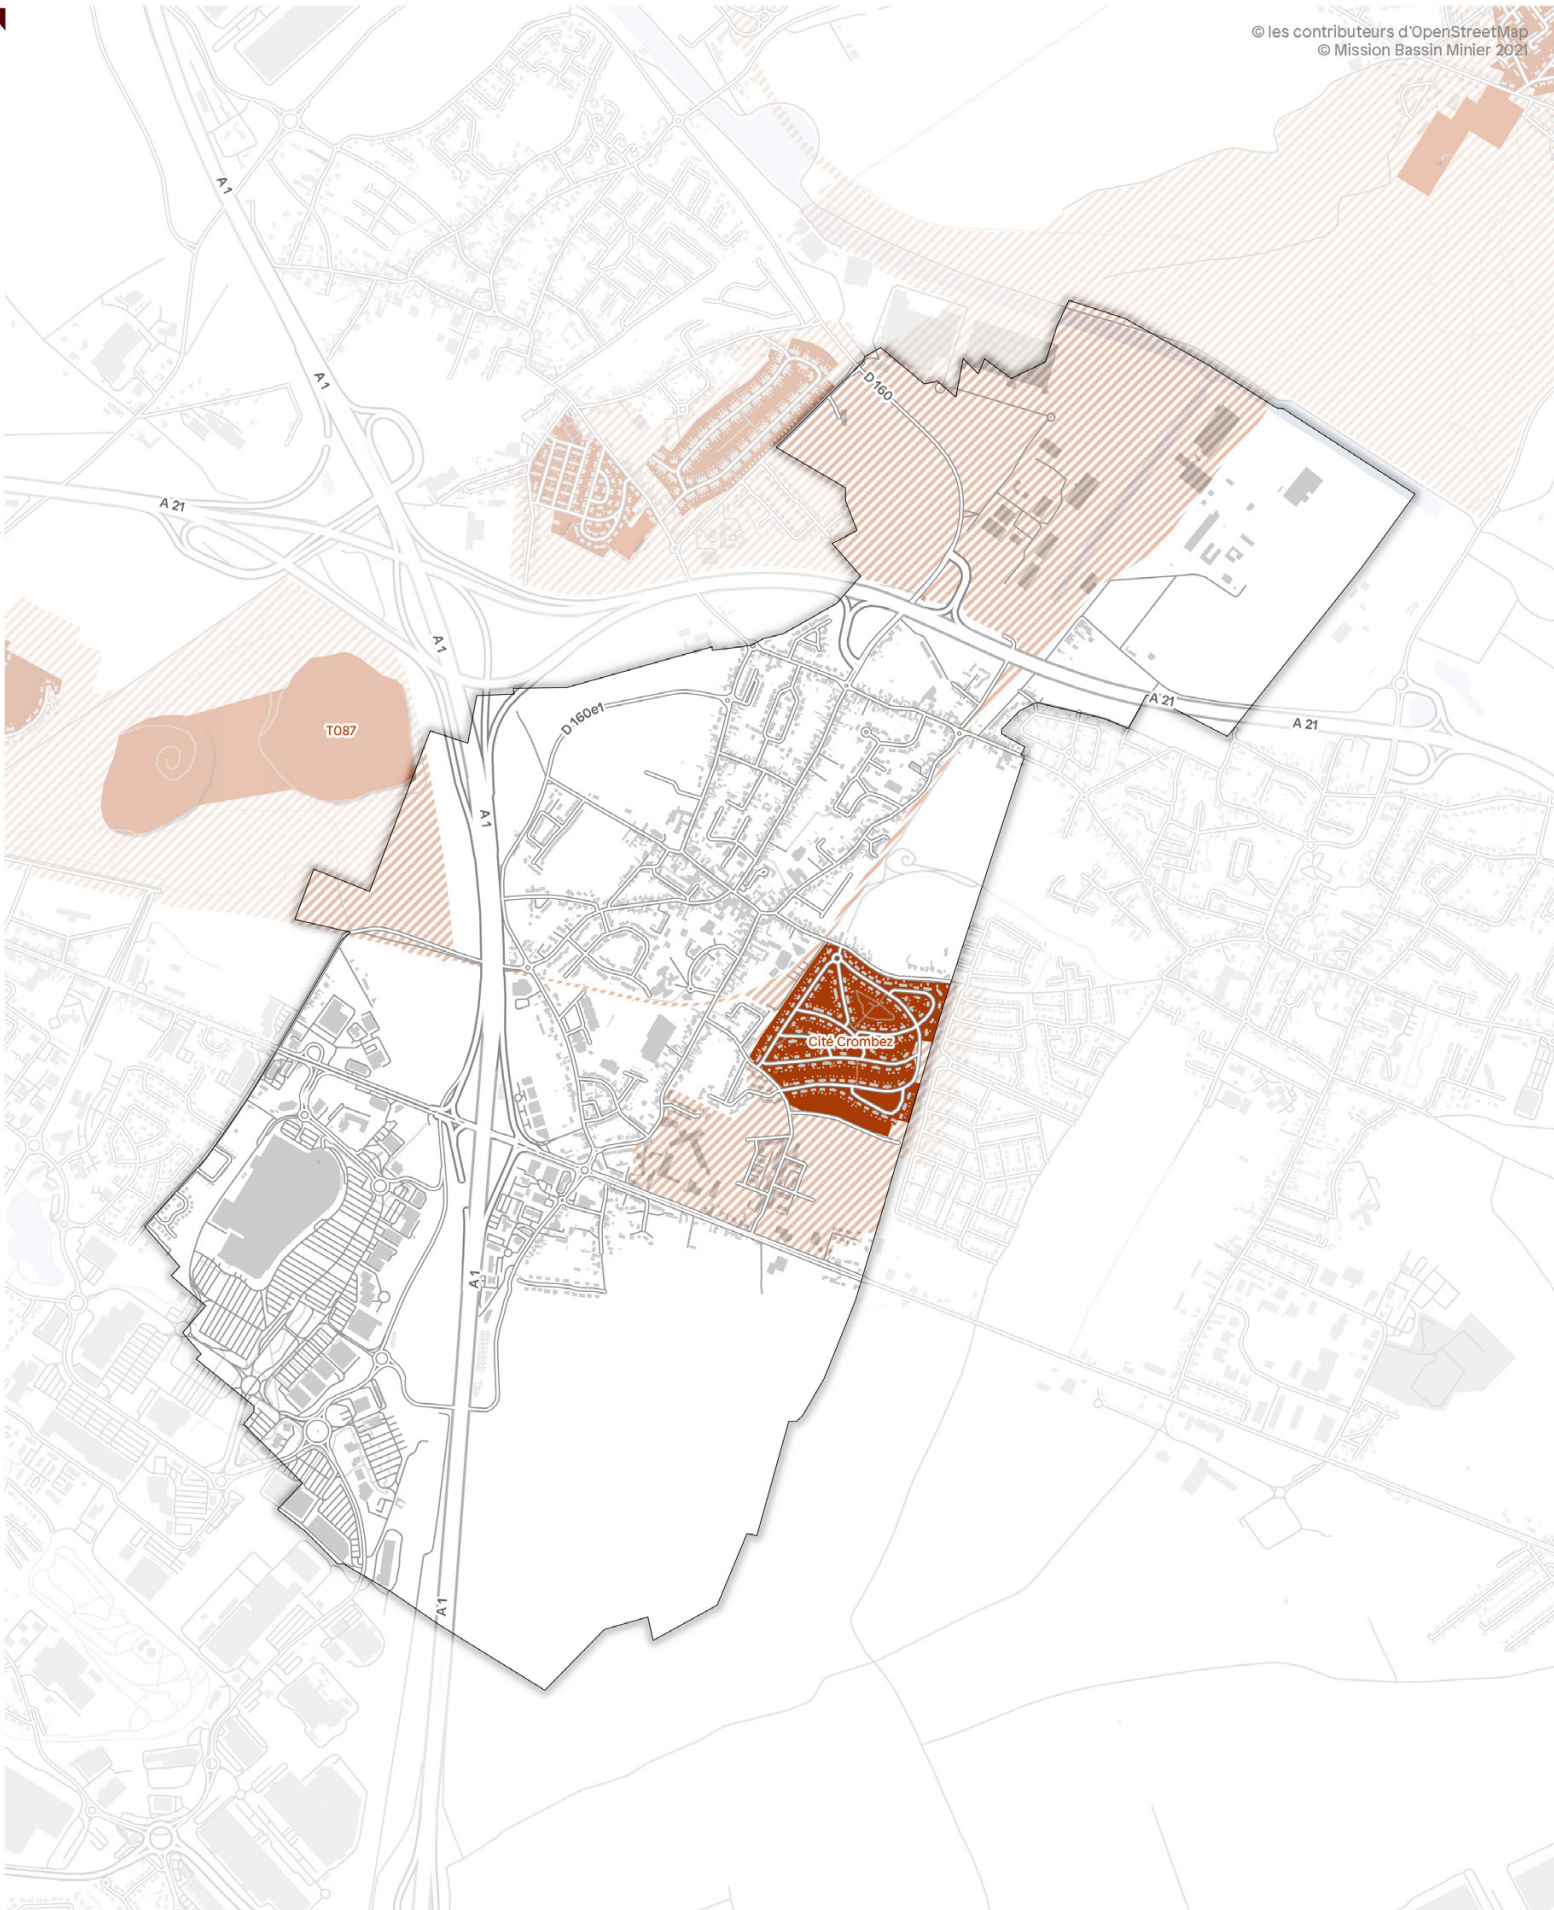 © les contributeurs d'OpenStreetMap
© Mission Bassin Minier 2021
A 1
A 1
D 160
A 21
A 1
A 21
D 160e1
A 21
T087
A 1
Cité Crombez
A 1
A 1